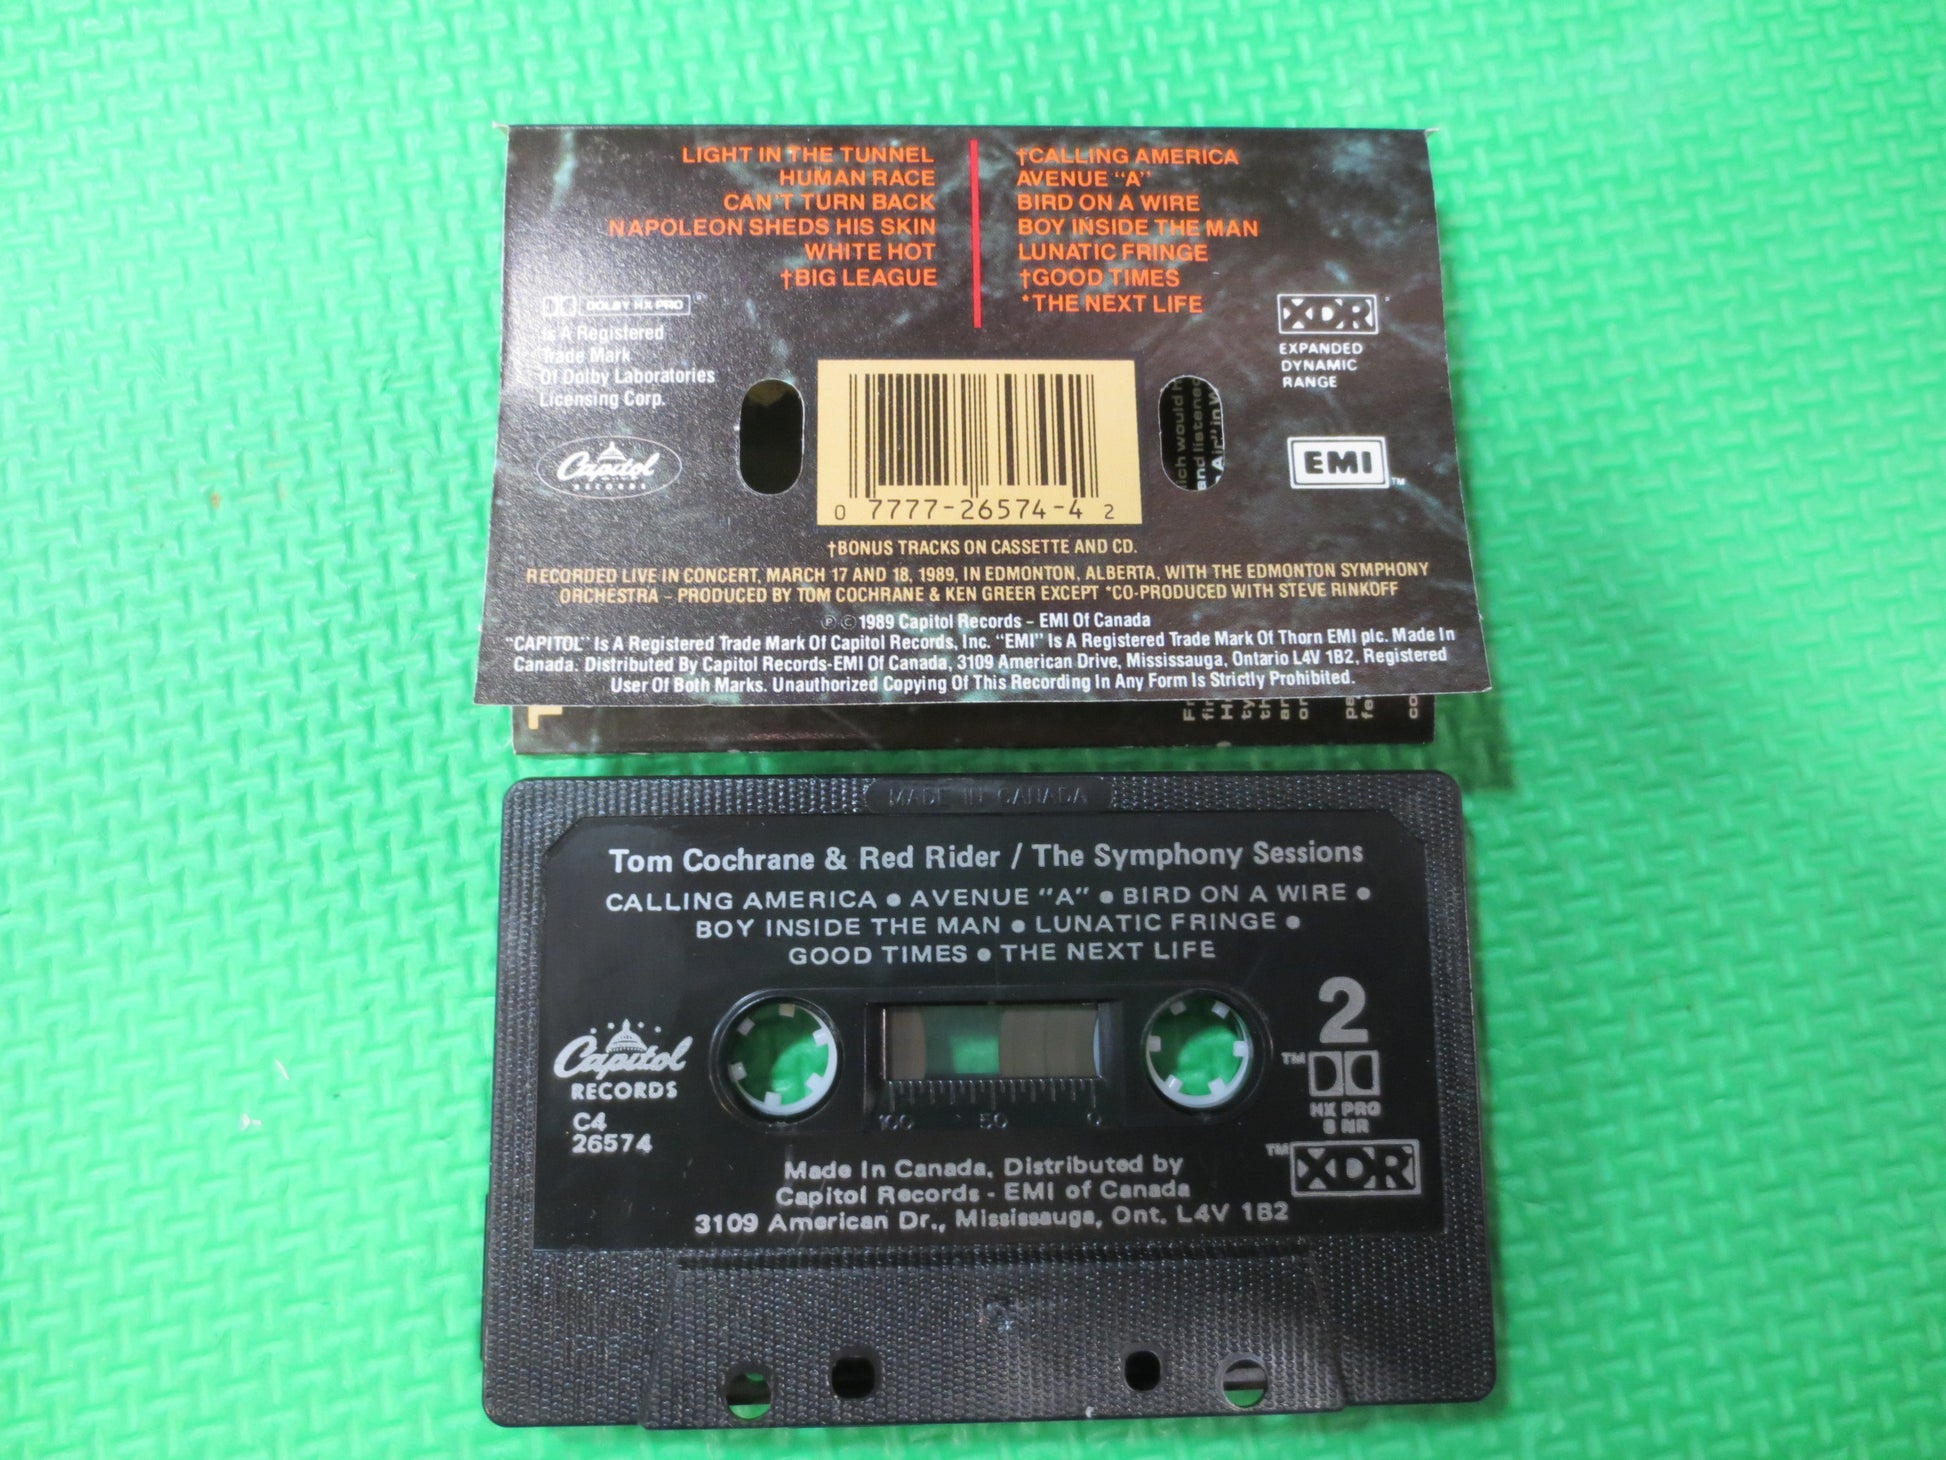 LIGHT IN THE TUNNEL
HUMAN RACE
CAN'T TURN BACK
NAPOLEON SHEDS HIS SKIN
WHITE HOT
†BIG LEAGUE
†CALLING AMERICA
AVENUE "A"
BIRD ON A WIRE
BOY INSIDE THE MAN
LUNATIC FRINGE
†GOOD TIMES
*THE NEXT LIFE
DOLBY HX PRO
Is A Registered
Trade Mark
Of Dolby Laboratories
Licensing Corp.
XDR
EXPANDED
DYNAMIC
RANGE
Capitol
RECORDS
EMI
TM
0 7777-26574-4 2
†BONUS TRACKS ON CASSETTE AND CD.
RECORDED LIVE IN CONCERT, MARCH 17 AND 18, 1989, IN EDMONTON, ALBERTA, WITH THE EDMONTON SYMPHONY
ORCHESTRA – PRODUCED BY TOM COCHRANE & KEN GREER EXCEPT *CO-PRODUCED WITH STEVE RINKOFF
Ⓟ © 1989 Capitol Records – EMI Of Canada
"CAPITOL" Is A Registered Trade Mark Of Capitol Records, Inc. "EMI" Is A Registered Trade Mark Of Thorn EMI plc. Made In
Canada. Distributed By Capitol Records-EMI Of Canada, 3109 American Drive, Mississauga, Ontario L4V 1B2, Registered
User Of Both Marks. Unauthorized Copying Of This Recording In Any Form Is Strictly Prohibited.
MADE IN CANADA
Tom Cochrane & Red Rider / The Symphony Sessions
CALLING AMERICA ● AVENUE "A" ● BIRD ON A WIRE ●
BOY INSIDE THE MAN ● LUNATIC FRINGE ●
GOOD TIMES ● THE NEXT LIFE
2
Capitol
RECORDS
C4
26574
100 50 0
TM
HX PRO
B NR
TM XDR
Made In Canada. Distributed by
Capitol Records - EMI of Canada
3109 American Dr., Mississauga, Ont. L4V 1B2